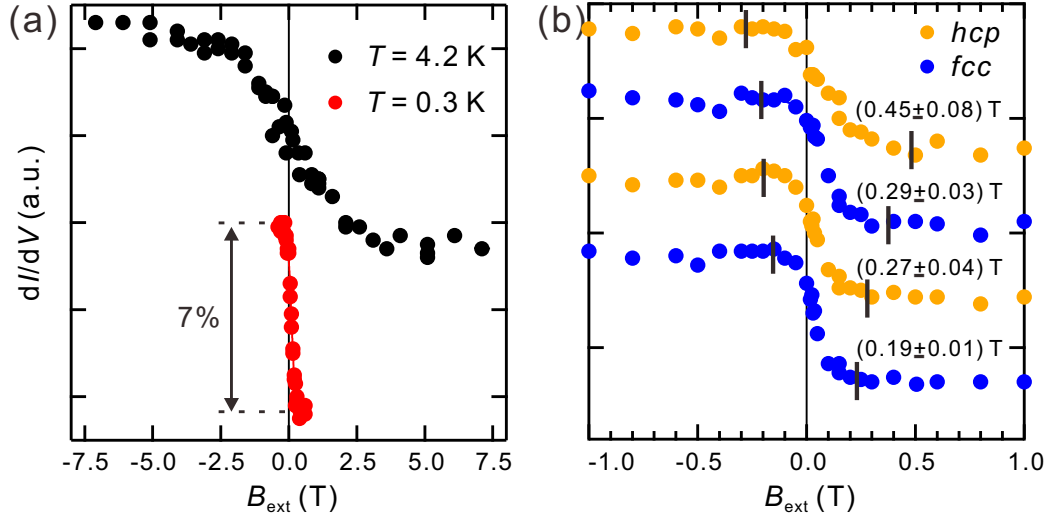 (a)
T = 4.2 K
T = 0.3 K
7%
dI/dV (a.u.)
-7.5 -5.0 -2.5 0.0 2.5 5.0 7.5
B_ext (T)
(b)
hcp
fcc
(0.45±0.08) T
(0.29±0.03) T
(0.27±0.04) T
(0.19±0.01) T
-1.0 -0.5 0.0 0.5 1.0
B_ext (T)